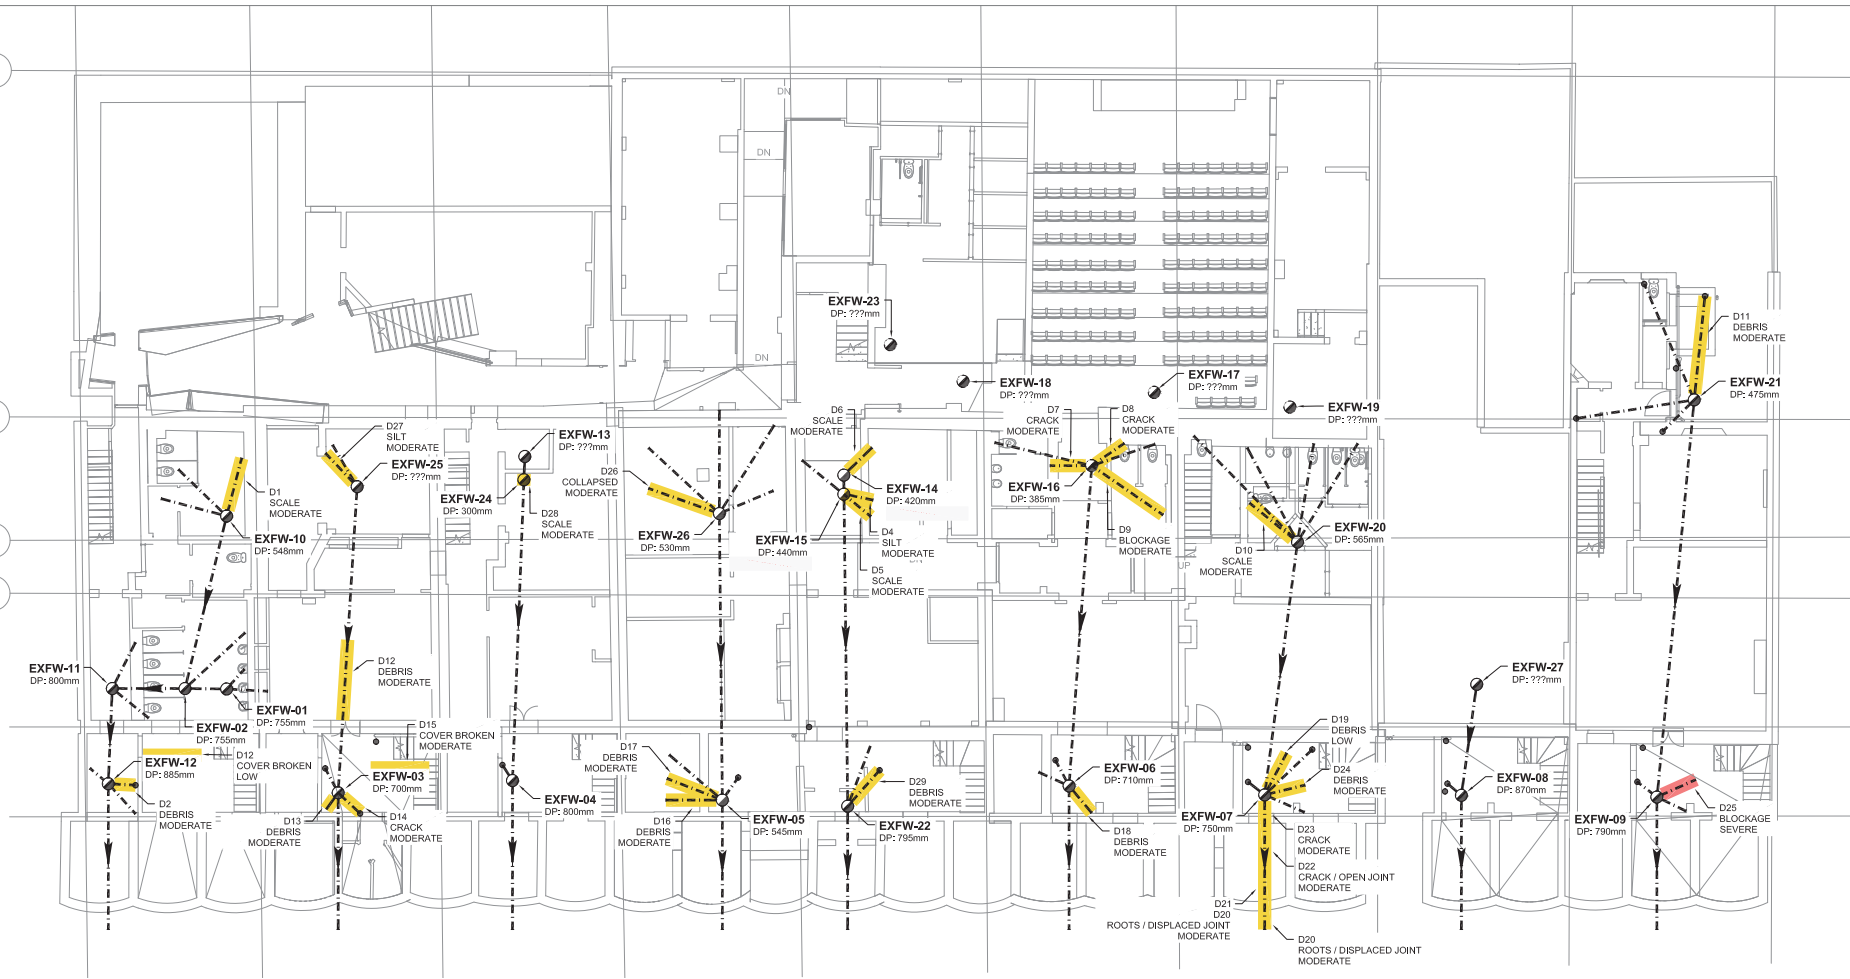 DN
DN
DN
EXFW-23
DP: ???mm
EXFW-18
DP: ???mm
EXFW-17
DP: ???mm
EXFW-19
DP: ???mm
D11
DEBRIS
MODERATE
EXFW-21
DP: 475mm
D27
SILT
MODERATE
EXFW-25
DP: ???mm
EXFW-13
DP: ???mm
EXFW-24
DP: 300mm
D28
SCALE
MODERATE
D1
SCALE
MODERATE
EXFW-10
DP: 548mm
D26
COLLAPSED
MODERATE
EXFW-26
DP: 530mm
D6
SCALE
MODERATE
EXFW-14
DP: 420mm
EXFW-15
DP: 440mm
D4
SILT
MODERATE
DN
D5
SCALE
MODERATE
D7
CRACK
MODERATE
D8
CRACK
MODERATE
EXFW-16
DP: 385mm
D9
BLOCKAGE
MODERATE
UP
D10
SCALE
MODERATE
EXFW-20
DP: 565mm
EXFW-11
DP: 800mm
EXFW-01
DP: 755mm
EXFW-02
DP: 755mm
D12
DEBRIS
MODERATE
EXFW-27
DP: ???mm
D12
COVER BROKEN
LOW
EXFW-12
DP: 885mm
D2
DEBRIS
MODERATE
D15
COVER BROKEN
MODERATE
EXFW-03
DP: 700mm
D13
DEBRIS
MODERATE
D14
CRACK
MODERATE
EXFW-04
DP: 800mm
D17
DEBRIS
MODERATE
D16
DEBRIS
MODERATE
EXFW-05
DP: 545mm
D29
DEBRIS
MODERATE
EXFW-22
DP: 795mm
EXFW-06
DP: 710mm
D18
DEBRIS
MODERATE
D19
DEBRIS
LOW
D24
DEBRIS
MODERATE
EXFW-07
DP: 750mm
D23
CRACK
MODERATE
D22
CRACK / OPEN JOINT
MODERATE
D21
D20
ROOTS / DISPLACED JOINT
MODERATE
D20
ROOTS / DISPLACED JOINT
MODERATE
EXFW-08
DP: 870mm
EXFW-09
DP: 790mm
D25
BLOCKAGE
SEVERE